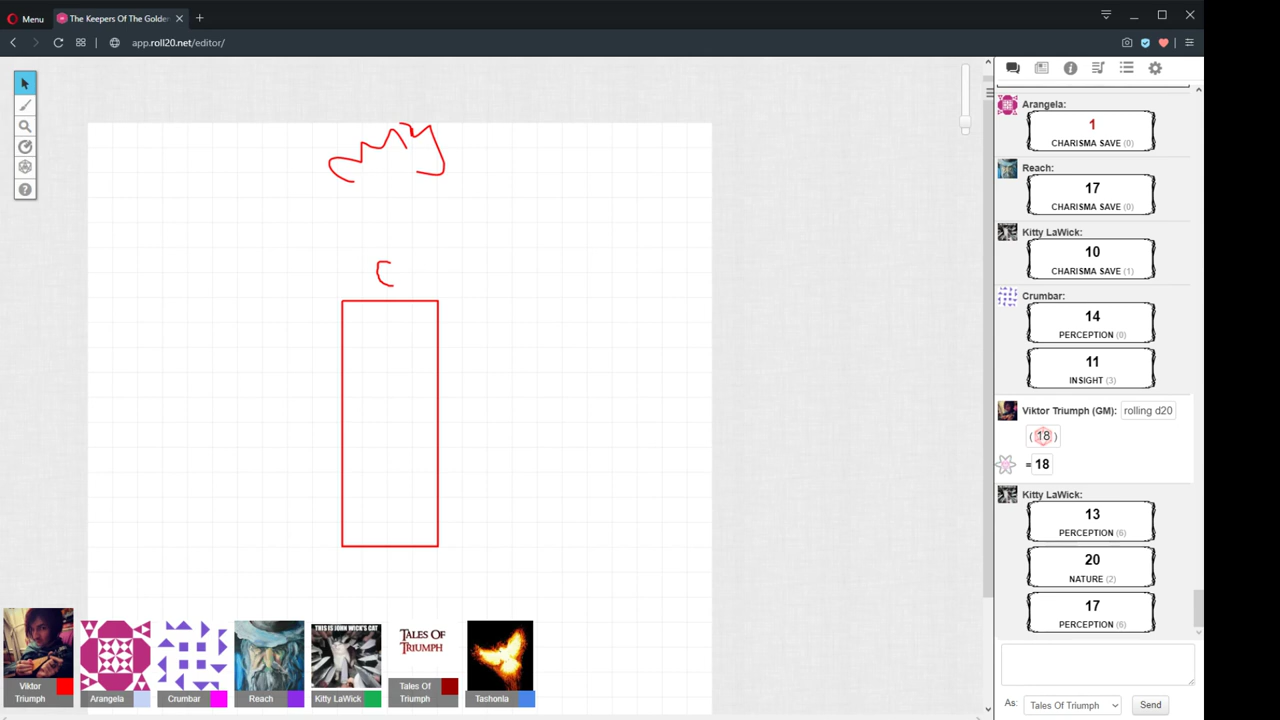 Menu
The Keepers Of The Golden
app.roll20.net/editor/
C
Arangela:
1
CHARISMA SAVE (0)
Reach:
17
CHARISMA SAVE (0)
Kitty LaWick:
10
CHARISMA SAVE (1)
Crumbar:
14
PERCEPTION (0)
11
INSIGHT (3)
Viktor Triumph (GM): rolling d20
(18)
= 18
Kitty LaWick:
13
PERCEPTION (6)
20
NATURE (2)
17
PERCEPTION (6)
As: Tales Of Triumph Send
THIS IS JOHN WICK'S CAT
TALES OF
TRIUMPH
Viktor
Triumph
Arangela
Crumbar
Reach
Kitty LaWick
Tales Of
Triumph
Tashonla